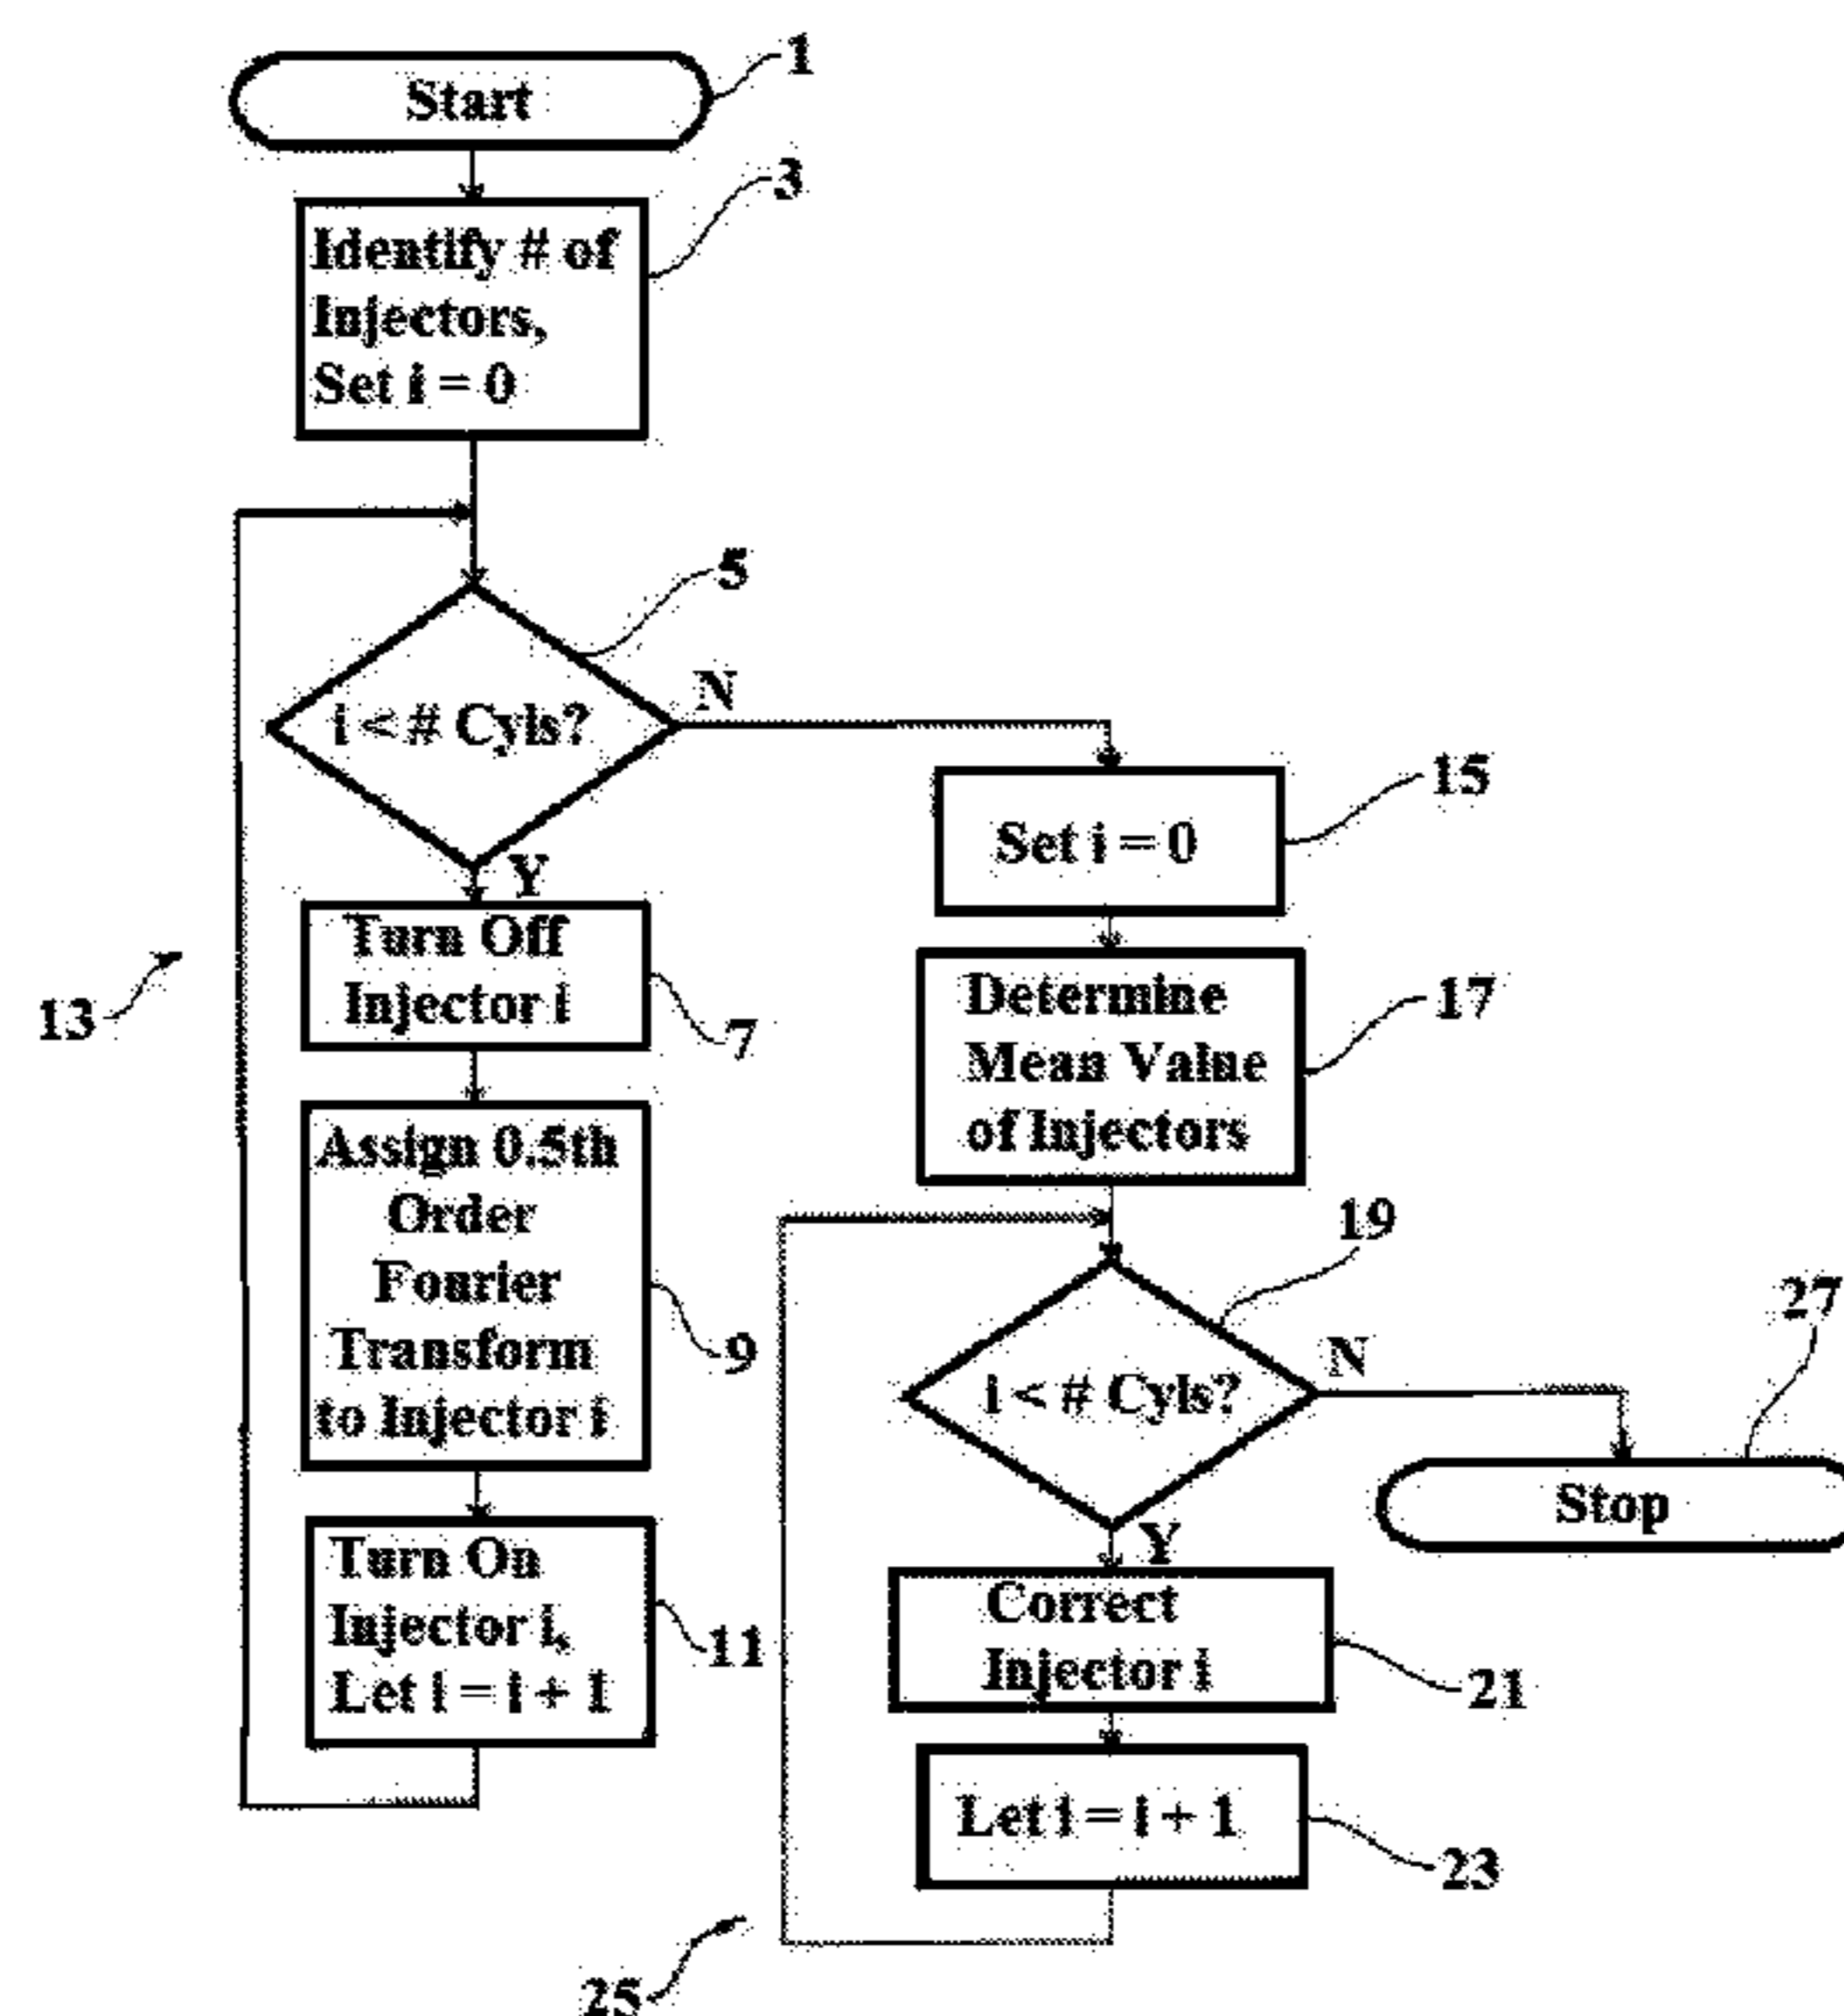 Start
1
Identify # of
Injectors,
Set i = 0
3
i < # Cyls?
5
N
Y
Turn Off
Injector i
7
Assign 0.5th
Order
Fourier
Transform
to Injector i
9
Turn On
Injector i,
Let i = i + 1
11
13
Set i = 0
15
Determine
Mean Value
of Injectors
17
i < # Cyls?
19
N
Y
Stop
27
Correct
Injector i
21
Let i = i + 1
23
25